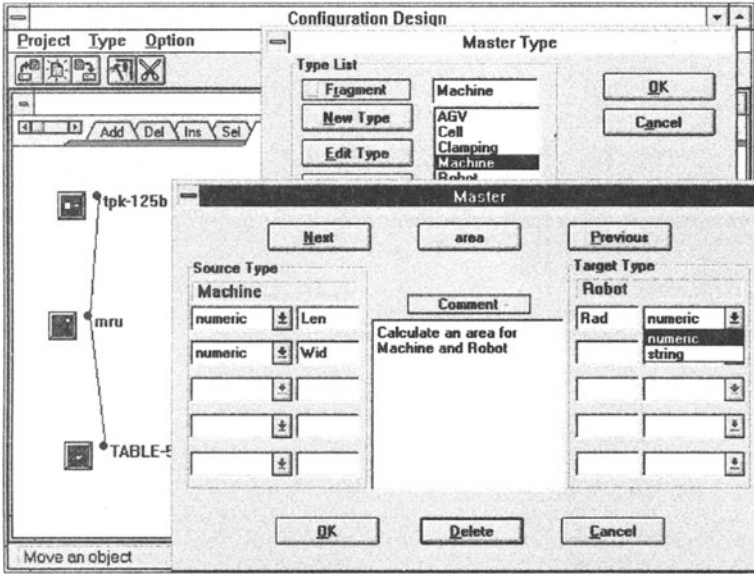 Configuration Design
Project Type Option
Master Type
Type List
Fragment
Machine
OK
New Type
AGV
Cell
Clamping
Machine
Robot
Cancel
Edit Type
Add Del Ins Sel
tpk-125b
mru
Master
Next
area
Previous
Source Type
Target Type
Machine
Robot
Comment
numeric Len
numeric Wid
Calculate an area for
Machine and Robot
Rad numeric
numeric
string
OK
Delete
Cancel
Move an object